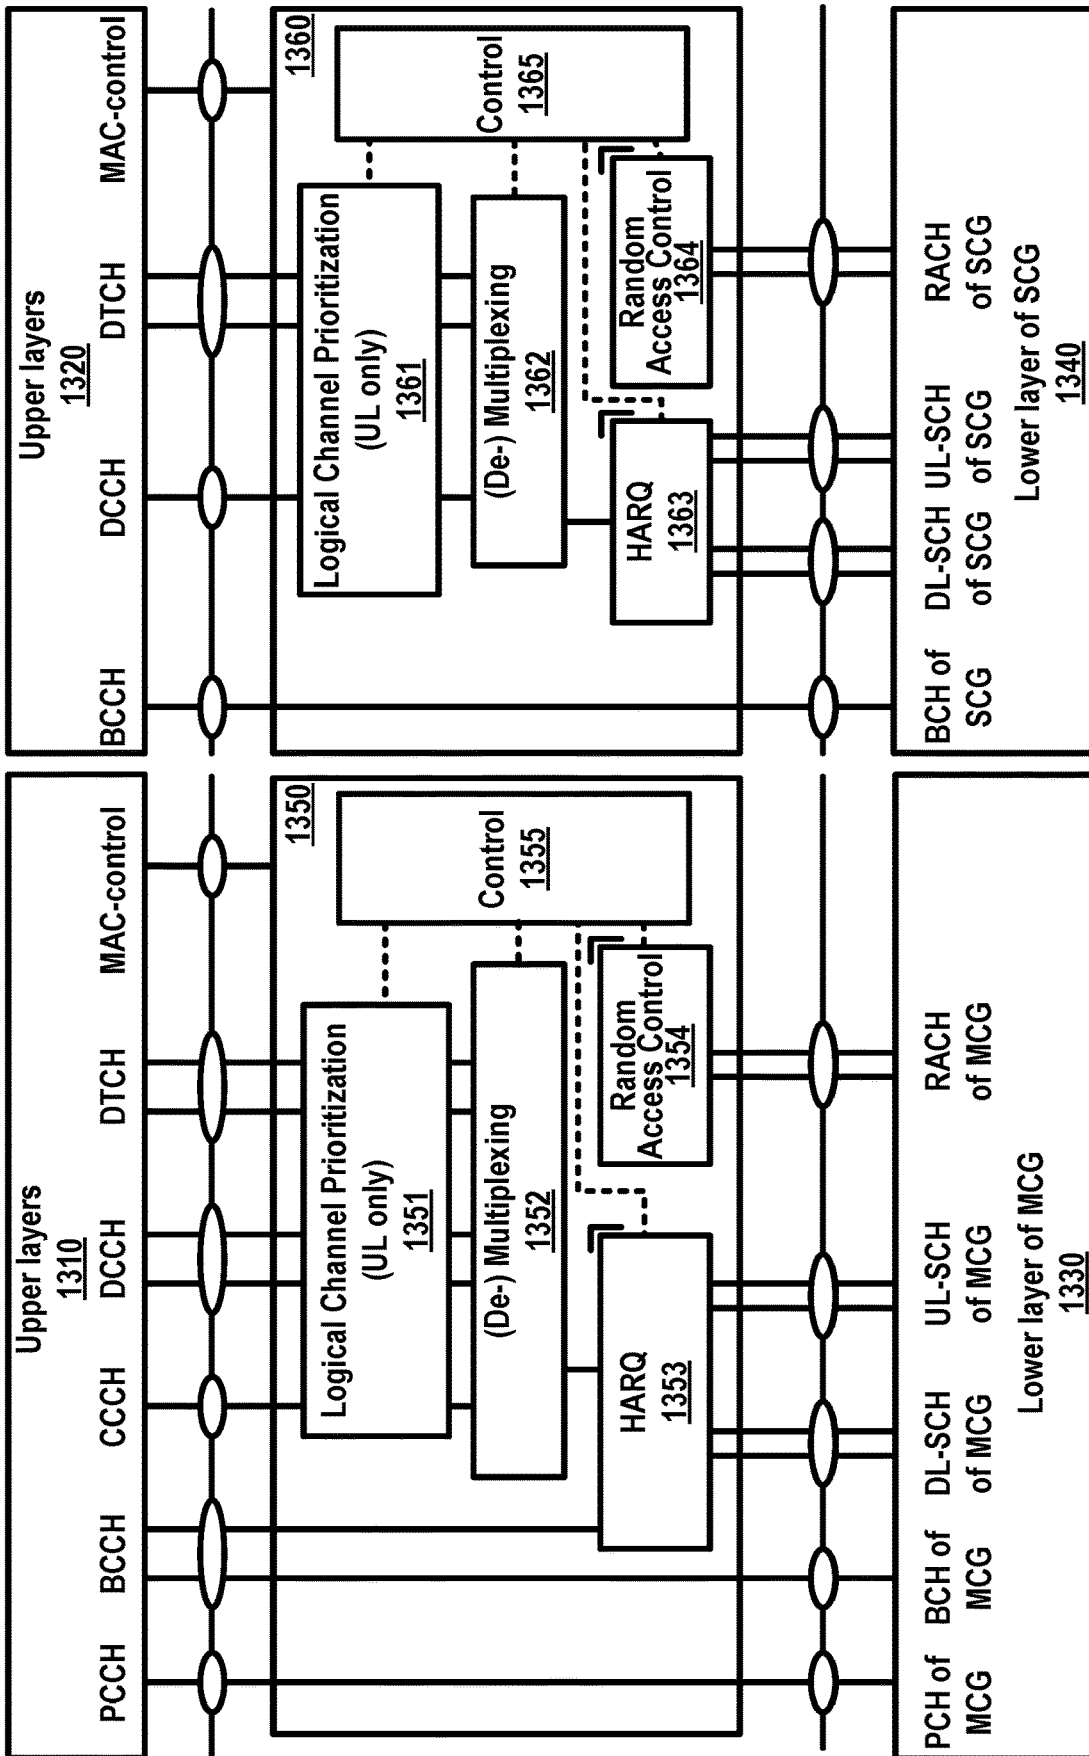 Upper layers
1310
PCCH
BCCH
CCCH
DCCH
DTCH
MAC-control
1350
Logical Channel Prioritization
(UL only)
1351
(De-) Multiplexing
1352
HARQ
1353
Random
Access Control
1354
Control
1355
PCH of
MCG
BCH of
MCG
DL-SCH
of MCG
UL-SCH
of MCG
RACH
of MCG
Lower layer of MCG
1330
Upper layers
1320
BCCH
DCCH
DTCH
MAC-control
1360
Logical Channel Prioritization
(UL only)
1361
(De-) Multiplexing
1362
HARQ
1363
Random
Access Control
1364
Control
1365
BCH of
SCG
DL-SCH
of SCG
UL-SCH
of SCG
RACH
of SCG
Lower layer of SCG
1340